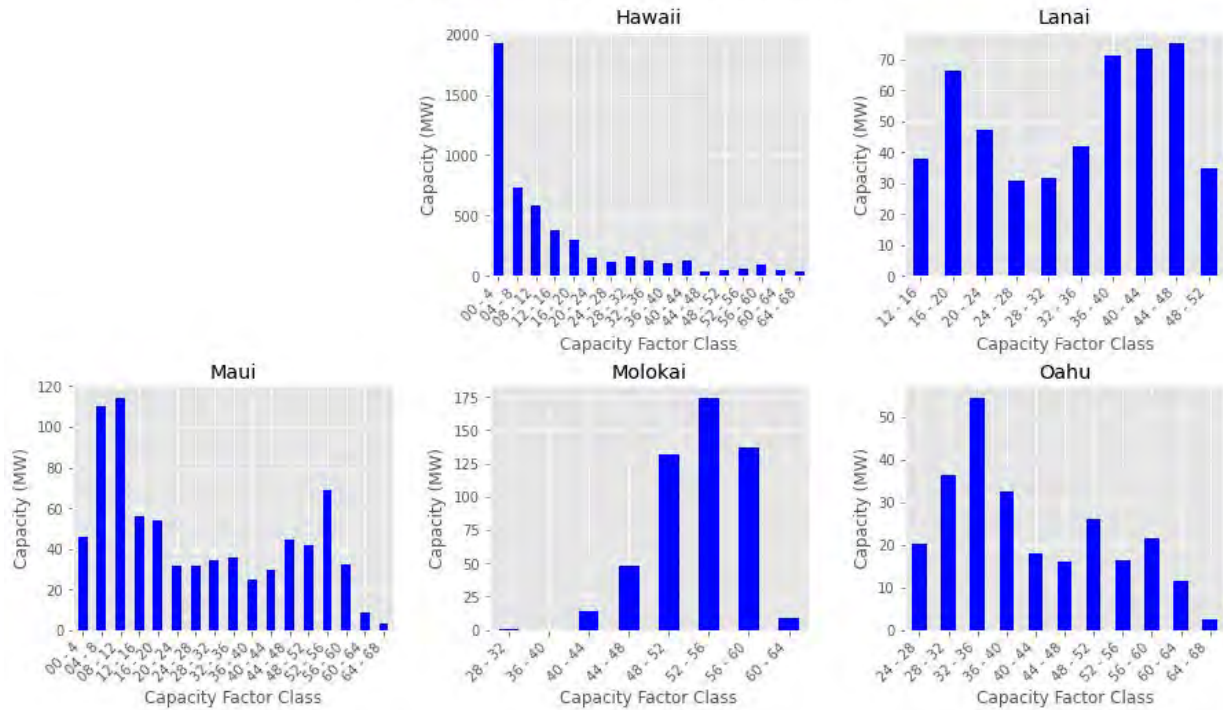 Hawaii
Capacity (MW)
2000
1500
1000
500
0
00 - 4
04 - 8
08 - 12
12 - 16
16 - 20
20 - 24
24 - 28
28 - 32
32 - 36
36 - 40
40 - 44
44 - 48
48 - 52
52 - 56
56 - 60
60 - 64
64 - 68
Capacity Factor Class
Lanai
Capacity (MW)
70
60
50
40
30
20
10
0
12 - 16
16 - 20
20 - 24
24 - 28
28 - 32
32 - 36
36 - 40
40 - 44
44 - 48
48 - 52
Capacity Factor Class
Maui
Capacity (MW)
120
100
80
60
40
20
0
00 - 4
04 - 8
08 - 12
12 - 16
16 - 20
20 - 24
24 - 28
28 - 32
32 - 36
36 - 40
40 - 44
44 - 48
48 - 52
52 - 56
56 - 60
60 - 64
64 - 68
Capacity Factor Class
Molokai
Capacity (MW)
175
150
125
100
75
50
25
0
28 - 32
36 - 40
40 - 44
44 - 48
48 - 52
52 - 56
56 - 60
60 - 64
Capacity Factor Class
Oahu
Capacity (MW)
50
40
30
20
10
0
24 - 28
28 - 32
32 - 36
36 - 40
40 - 44
44 - 48
48 - 52
52 - 56
56 - 60
60 - 64
64 - 68
Capacity Factor Class